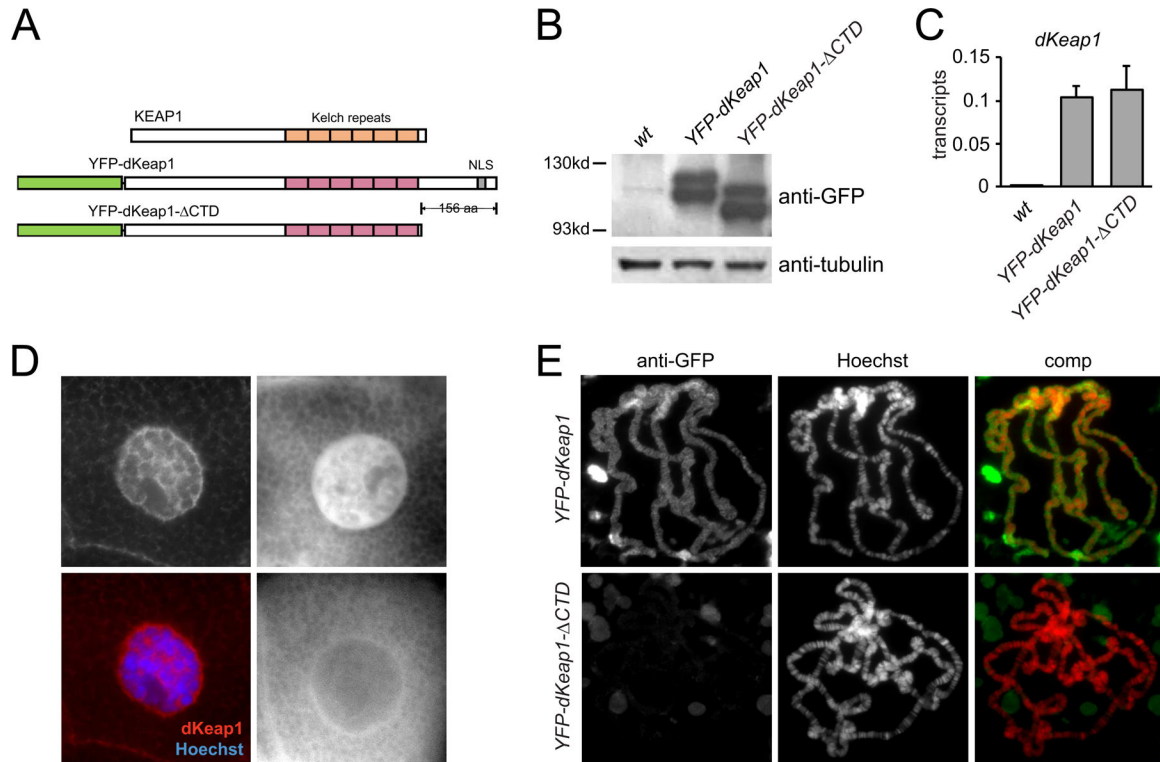 A
KEAP1
Kelch repeats
YFP-dKeap1
NLS
YFP-dKeap1-ΔCTD
156 aa
B
wt
YFP-dKeap1
YFP-dKeap1-ΔCTD
130kd
93kd
anti-GFP
anti-tubulin
C
dKeap1
transcripts
0.15
0.1
0.05
0
wt
YFP-dKeap1
YFP-dKeap1-ΔCTD
D
dKeap1
Hoechst
E
anti-GFP
Hoechst
comp
YFP-dKeap1
YFP-dKeap1-ΔCTD